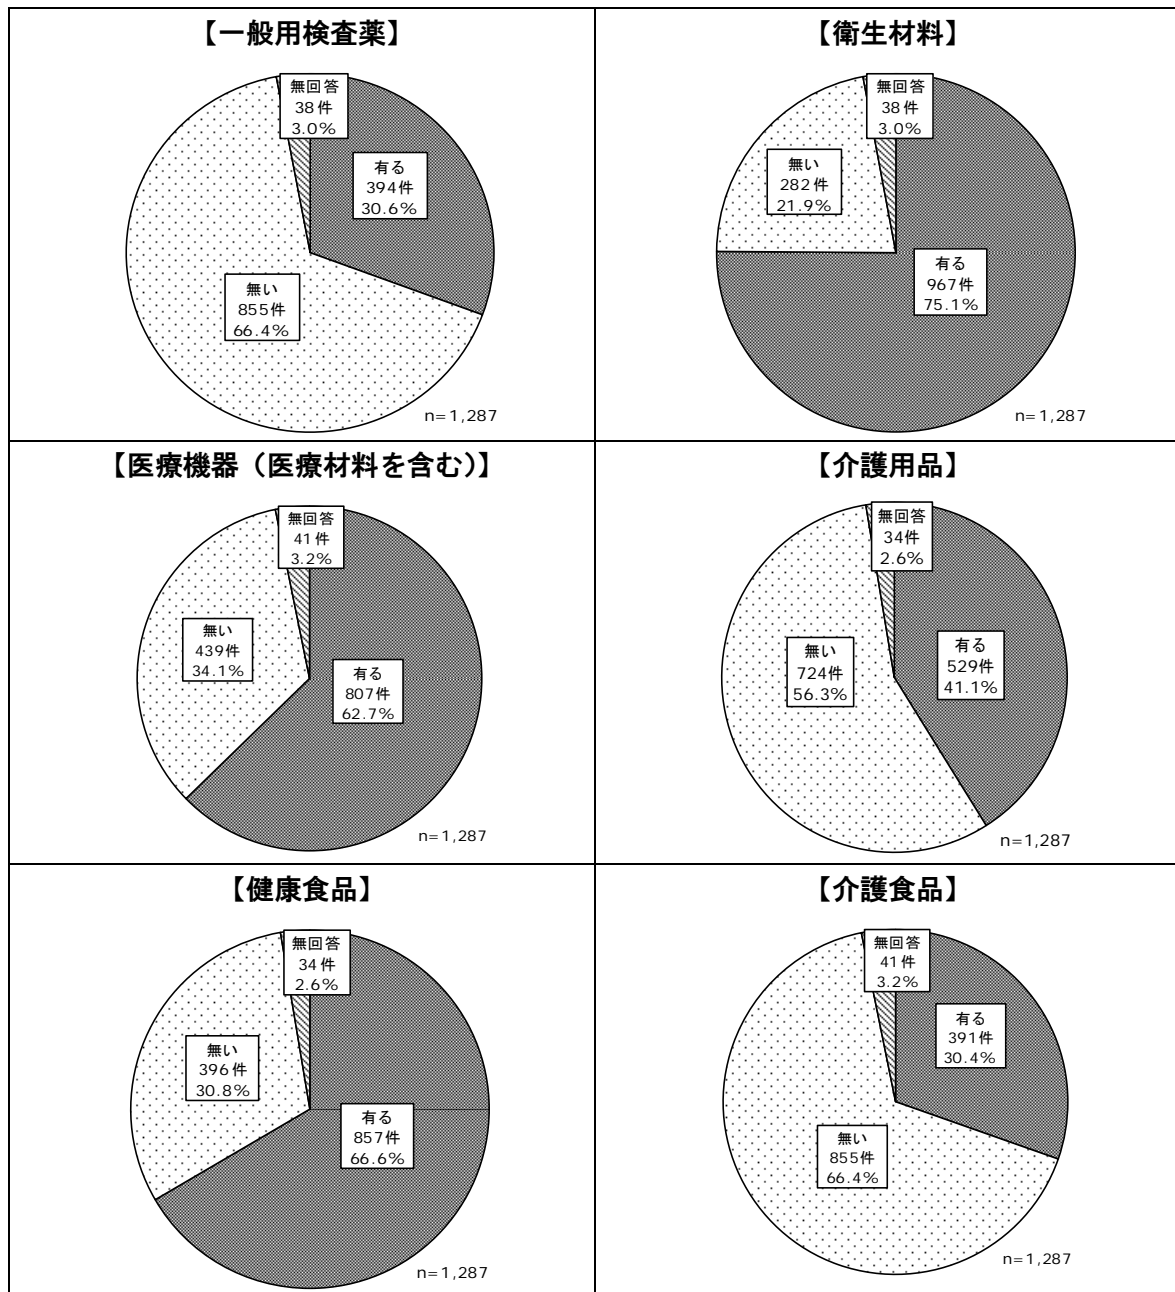 【一般用検査薬】
無回答
38件
3.0%
有る
394件
30.6%
無い
855件
66.4%
n=1,287
【衛生材料】
無回答
38件
3.0%
無い
282件
21.9%
有る
967件
75.1%
n=1,287
【医療機器（医療材料を含む）】
無回答
41件
3.2%
無い
439件
34.1%
有る
807件
62.7%
n=1,287
【介護用品】
無回答
34件
2.6%
無い
724件
56.3%
有る
529件
41.1%
n=1,287
【健康食品】
無回答
34件
2.6%
無い
396件
30.8%
有る
857件
66.6%
n=1,287
【介護食品】
無回答
41件
3.2%
有る
391件
30.4%
無い
855件
66.4%
n=1,287